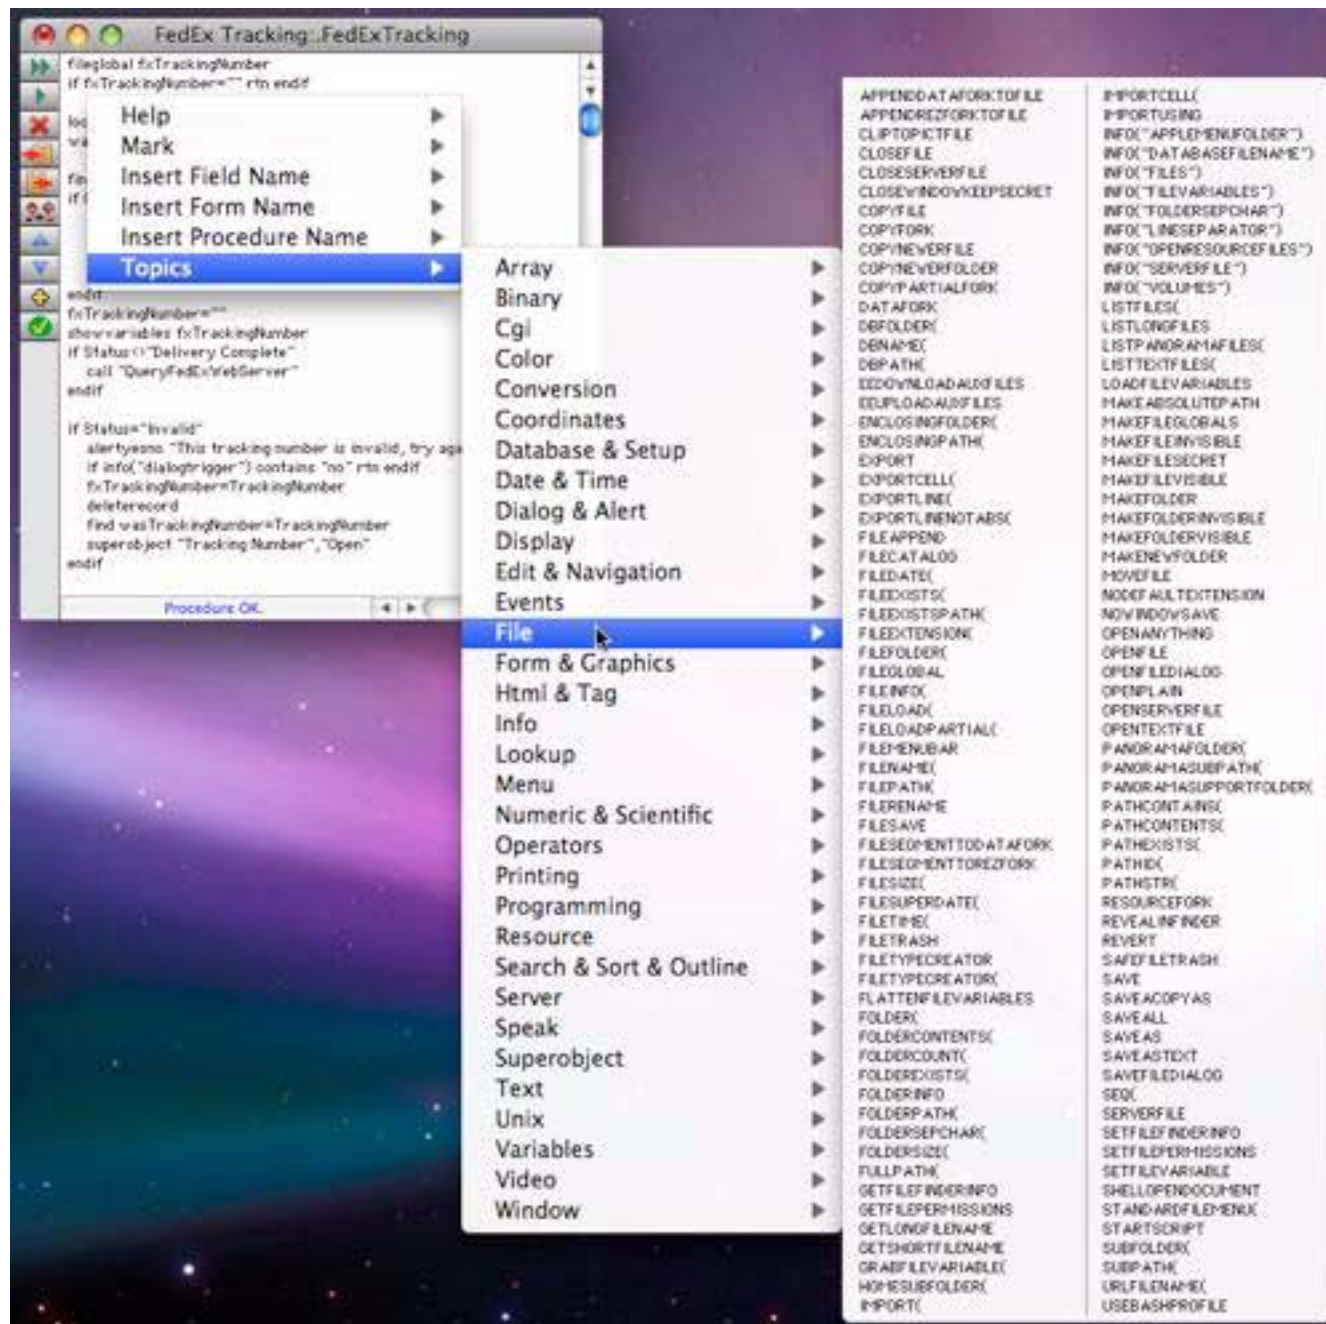 FedEx Tracking:.FedExTracking
fileglobal fxTrackingNumber
if fxTrackingNumber="" rtn endif
Help
Mark
Insert Field Name
Insert Form Name
Insert Procedure Name
Topics
endif
fxTrackingNumber=""
showvariables fxTrackingNumber
if Status<>"Delivery Complete"
call "QueryFedExWebServer"
endif
if Status="Invalid"
alertyesno "This tracking number is invalid, try aga
if info("dialogtrigger") contains "no" rtn endif
fxTrackingNumber=TrackingNumber
deleterecord
find wasTrackingNumber=TrackingNumber
superobject "Tracking Number","Open"
endif
Procedure OK.
Array
Binary
Cgi
Color
Conversion
Coordinates
Database & Setup
Date & Time
Dialog & Alert
Display
Edit & Navigation
Events
File
Form & Graphics
Html & Tag
Info
Lookup
Menu
Numeric & Scientific
Operators
Printing
Programming
Resource
Search & Sort & Outline
Server
Speak
Superobject
Text
Unix
Variables
Video
Window
APPENDDATAFORKTOFILE
APPENDREZFORKTOFILE
CLIPTOPICTFILE
CLOSEFILE
CLOSESERVERFILE
CLOSEWINDOWKEEPSECRET
COPYFILE
COPYFORK
COPYNEWERFILE
COPYNEWERFOLDER
COPYPARTIALFORK
DATAFORK
DBFOLDER(
DBNAME(
DBPATH(
EEDOWNLOADAUXFILES
EEUPLOADAUXFILES
ENCLOSINGFOLDER(
ENCLOSINGPATH(
EXPORT
EXPORTCELL(
EXPORTLINE(
EXPORTLINENOTABS(
FILEAPPEND
FILECATALOG
FILEDATE(
FILEEXISTS(
FILEEXISTSPATH(
FILEEXTENSION(
FILEFOLDER(
FILEGLOBAL
FILEINFO(
FILELOAD(
FILELOADPARTIAL(
FILEMENUBAR
FILENAME(
FILEPATH(
FILERENAME
FILESAVE
FILESEGMENTTODATAFORK
FILESEGMENTTOREZFORK
FILESIZE(
FILESUPERDATE(
FILETIME(
FILETRASH
FILETYPECREATOR
FILETYPECREATOR(
FLATTENFILEVARIABLES
FOLDER(
FOLDERCONTENTS(
FOLDERCOUNT(
FOLDEREXISTS(
FOLDERINFO
FOLDERPATH(
FOLDERSEPCHAR(
FOLDERSIZE(
FULLPATH(
GETFILEFINDERINFO
GETFILEPERMISSIONS
GETLONGFILENAME
GETSHORTFILENAME
GRABFILEVARIABLE(
HOMESUBFOLDER(
IMPORT(
IMPORTCELL(
IMPORTUSING
INFO("APPLEMENUFOLDER")
INFO("DATABASEFILENAME")
INFO("FILES")
INFO("FILEVARIABLES")
INFO("FOLDERSEPCHAR")
INFO("LINESEPARATOR")
INFO("OPENRESOURCEFILES")
INFO("SERVERFILE")
INFO("VOLUMES")
LISTFILES(
LISTLONGFILES
LISTPANORAMAFILES(
LISTTEXTFILES(
LOADFILEVARIABLES
MAKEABSOLUTEPATH
MAKEFILEGLOBALS
MAKEFILEINVISIBLE
MAKEFILESECRET
MAKEFILEVISIBLE
MAKEFOLDER
MAKEFOLDERINVISIBLE
MAKEFOLDERVISIBLE
MAKENEWFOLDER
MOVEFILE
NODEFAULTEXTENSION
NOWINDOWSAVE
OPENANYTHING
OPENFILE
OPENFILEDIALOG
OPENPLAIN
OPENSERVERFILE
OPENTEXTFILE
PANORAMAFOLDER(
PANORAMASUBPATH(
PANORAMASUPPORTFOLDER(
PATHCONTAINS(
PATHCONTENTS(
PATHEXISTS(
PATHID(
PATHSTR(
RESOURCEFORK
REVEALINFINDER
REVERT
SAFEFILETRASH
SAVE
SAVEACOPYAS
SAVEALL
SAVEAS
SAVEASTEXT
SAVEFILEDIALOG
SEQ(
SERVERFILE
SETFILEFINDERINFO
SETFILEPERMISSIONS
SETFILEVARIABLE
SHELLOPENDOCUMENT
STANDARDFILEMENU(
STARTSCRIPT
SUBFOLDER(
SUBPATH(
URLFILENAME(
USEBASHPROFILE